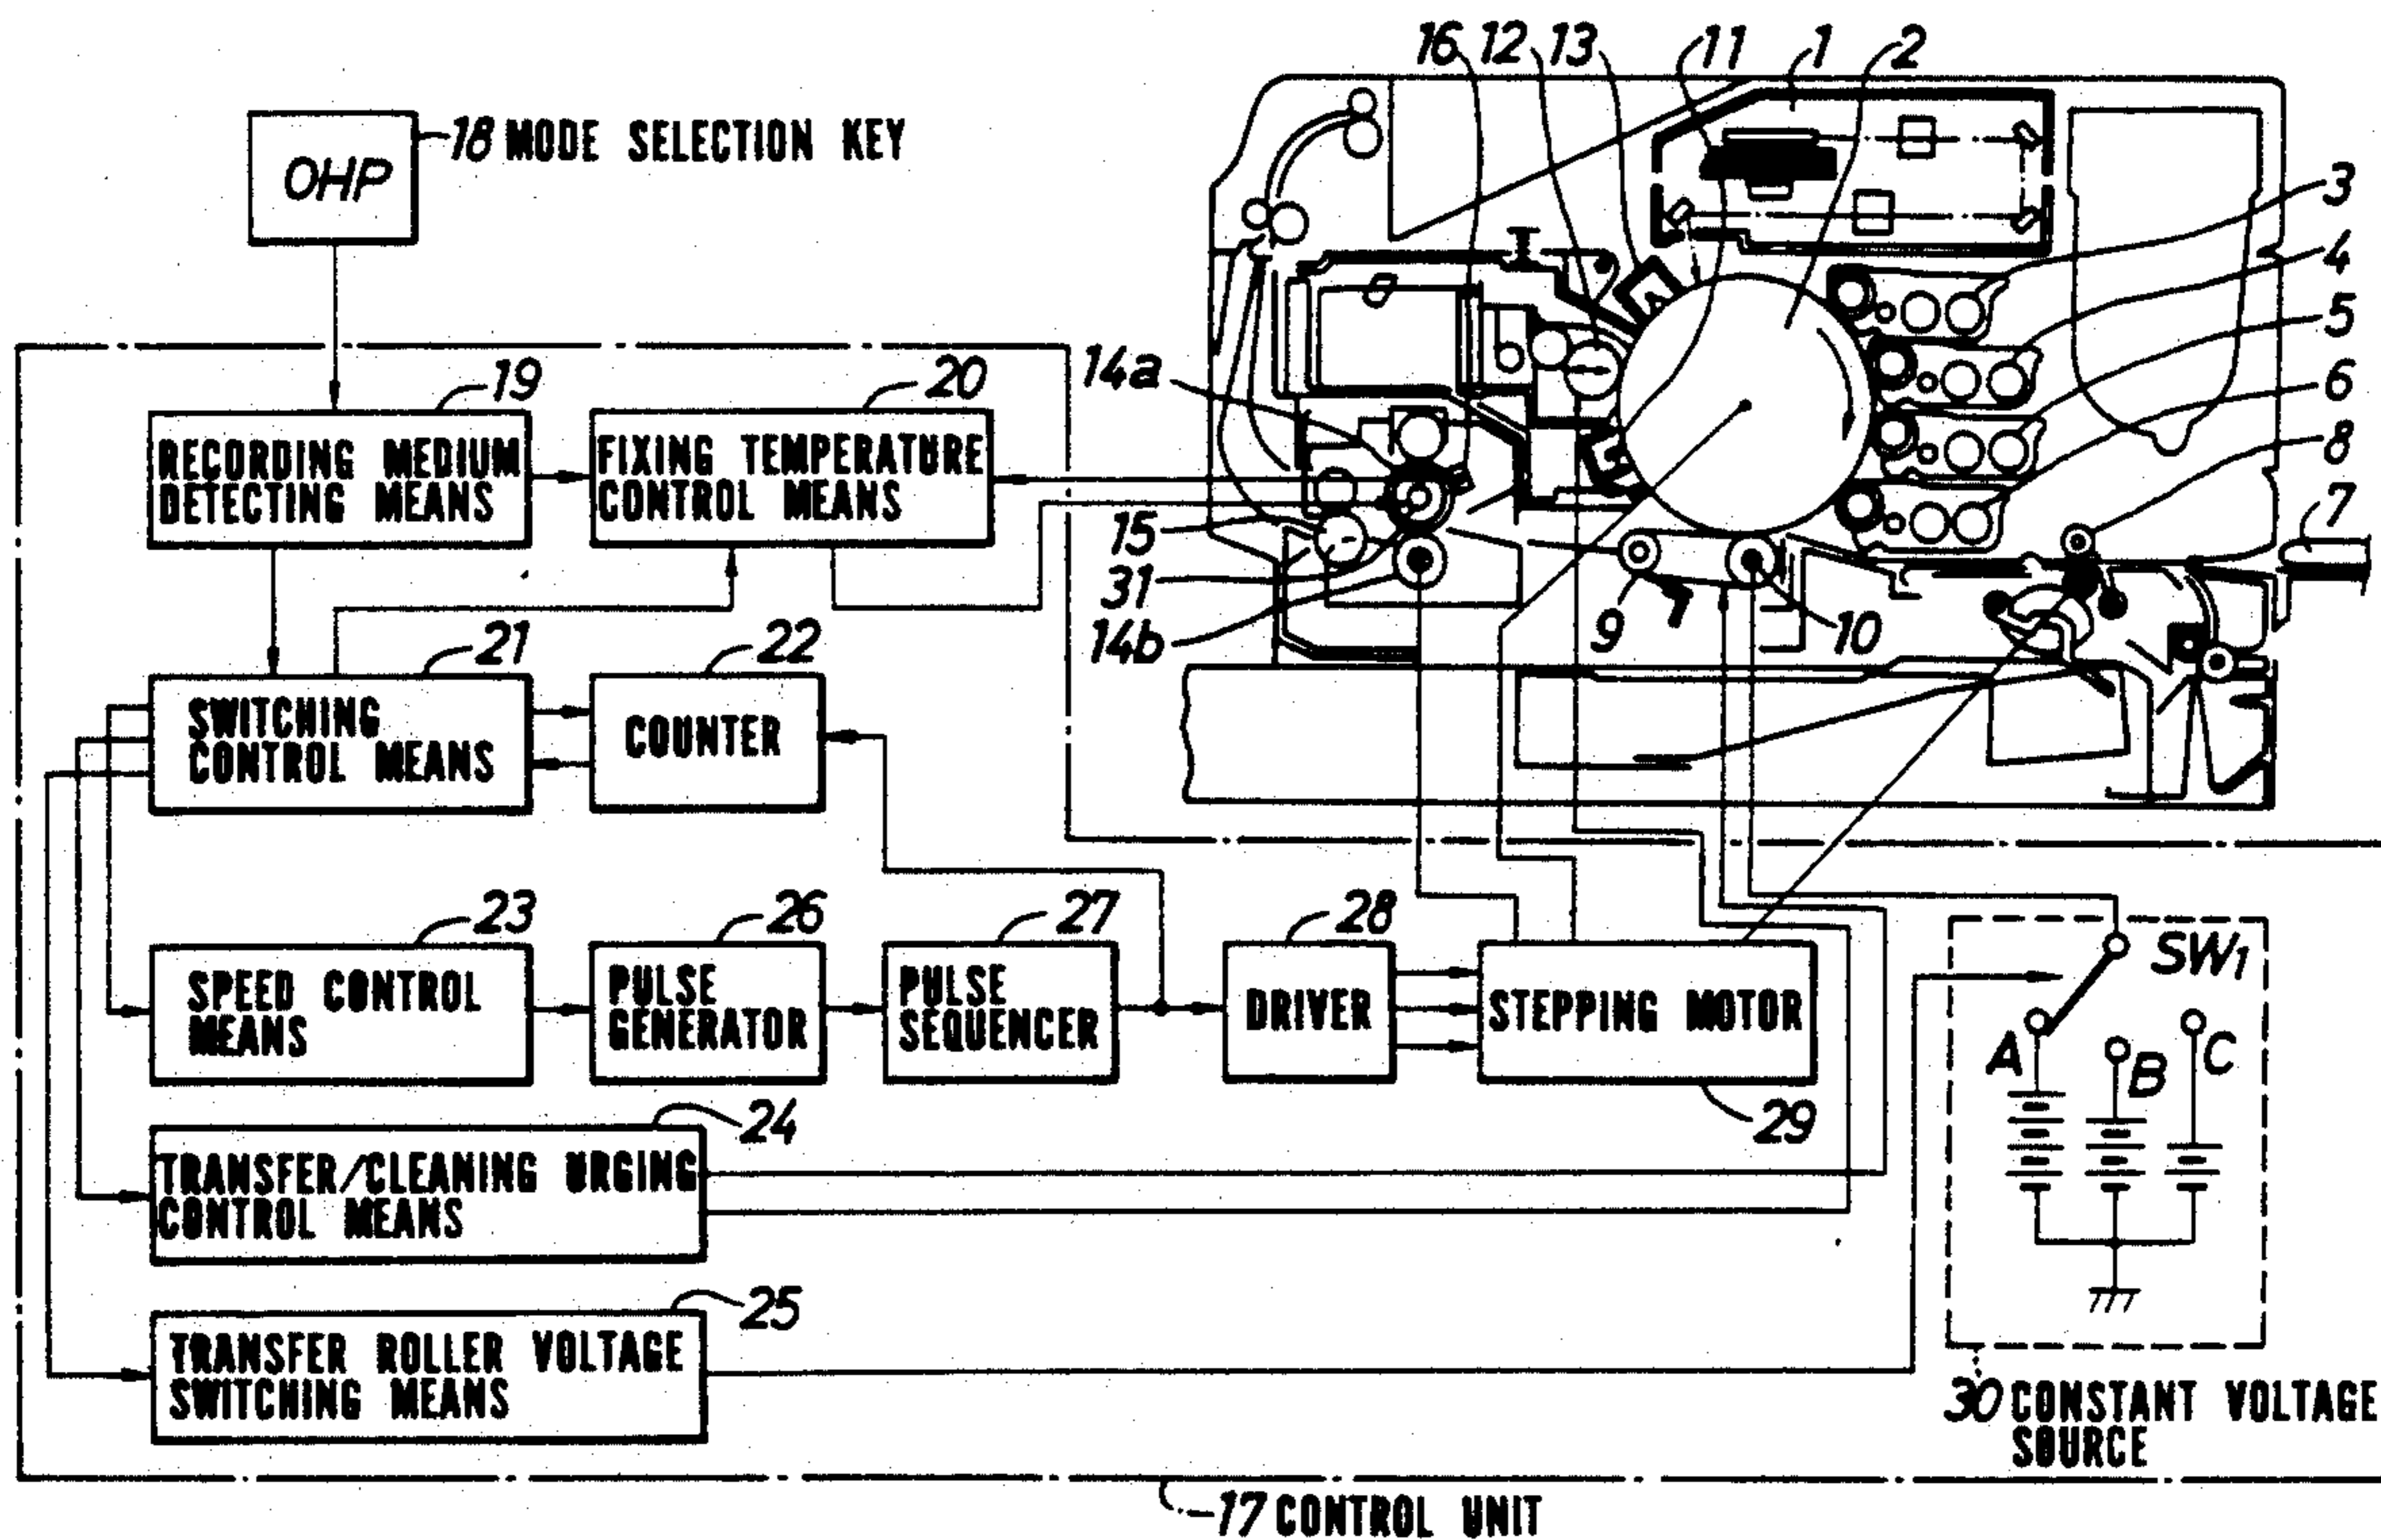 16 12 13 11 1 2
OHP
18 MODE SELECTION KEY
3
4
5
6
8
7
14a
15
31
14b
9
10
19
RECORDING MEDIUM
DETECTING MEANS
20
FIXING TEMPERATURE
CONTROL MEANS
21
SWITCHING
CONTROL MEANS
22
COUNTER
23
SPEED CONTROL
MEANS
26
PULSE
GENERATOR
27
PULSE
SEQUENCER
28
DRIVER
STEPPING MOTOR
29
SW1
A
B
C
24
TRANSFER/CLEANING URGING
CONTROL MEANS
25
TRANSFER ROLLER VOLTAGE
SWITCHING MEANS
30 CONSTANT VOLTAGE
SOURCE
17 CONTROL UNIT